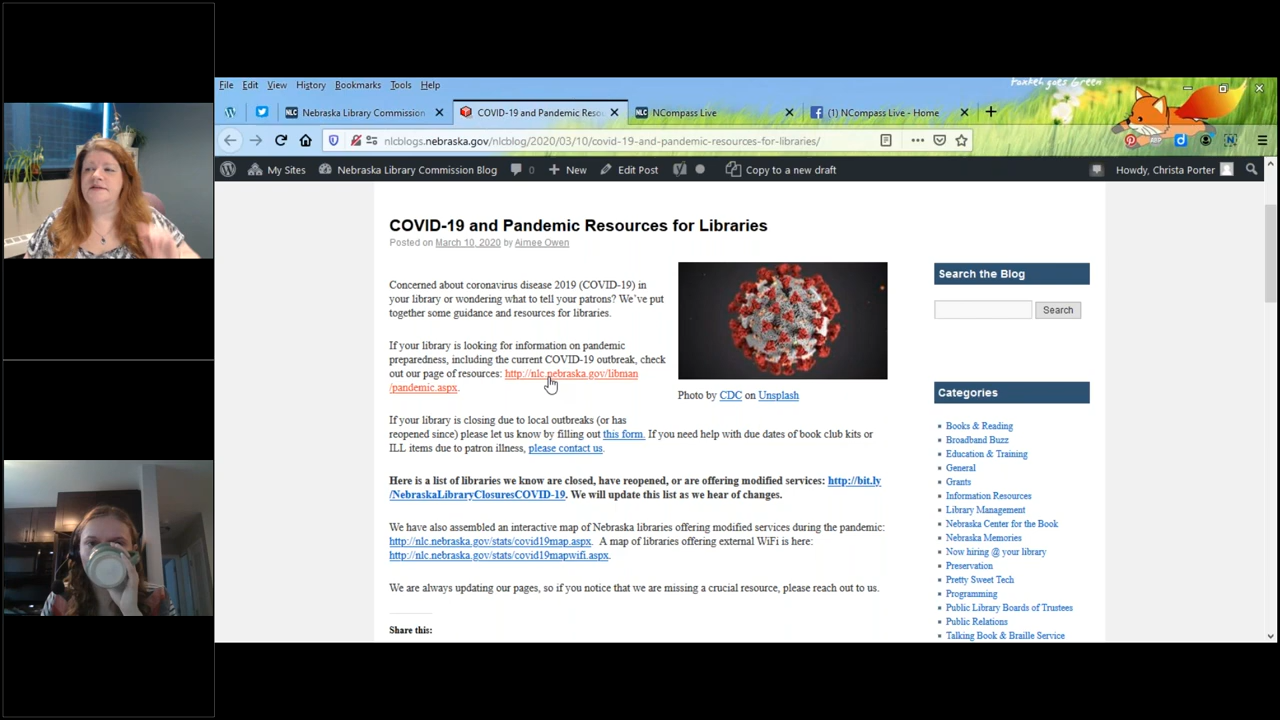 Foxkeh goes Green
File Edit View History Bookmarks Tools Help
Nebraska Library Commission
COVID-19 and Pandemic Reso
NCompass Live
(1) NCompass Live - Home
nlcblogs.nebraska.gov/nlcblog/2020/03/10/covid-19-and-pandemic-resources-for-libraries/
My Sites Nebraska Library Commission Blog 0 New Edit Post Copy to a new draft Howdy, Christa Porter
COVID-19 and Pandemic Resources for Libraries
Posted on March 10, 2020 by Aimee Owen
Concerned about coronavirus disease 2019 (COVID-19) in
your library or wondering what to tell your patrons? We've put
together some guidance and resources for libraries.
If your library is looking for information on pandemic
preparedness, including the current COVID-19 outbreak, check
out our page of resources: http://nlc.nebraska.gov/libman
/pandemic.aspx.
Photo by CDC on Unsplash
If your library is closing due to local outbreaks (or has
reopened since) please let us know by filling out this form. If you need help with due dates of book club kits or
ILL items due to patron illness, please contact us.
Here is a list of libraries we know are closed, have reopened, or are offering modified services: http://bit.ly
/NebraskaLibraryClosuresCOVID-19. We will update this list as we hear of changes.
We have also assembled an interactive map of Nebraska libraries offering modified services during the pandemic:
http://nlc.nebraska.gov/stats/covid19map.aspx. A map of libraries offering external WiFi is here:
http://nlc.nebraska.gov/stats/covid19mapwifi.aspx.
We are always updating our pages, so if you notice that we are missing a crucial resource, please reach out to us.
Share this:
Search the Blog
Search
Categories
Books & Reading
Broadband Buzz
Education & Training
General
Grants
Information Resources
Library Management
Nebraska Center for the Book
Nebraska Memories
Now hiring @ your library
Preservation
Pretty Sweet Tech
Programming
Public Library Boards of Trustees
Public Relations
Talking Book & Braille Service